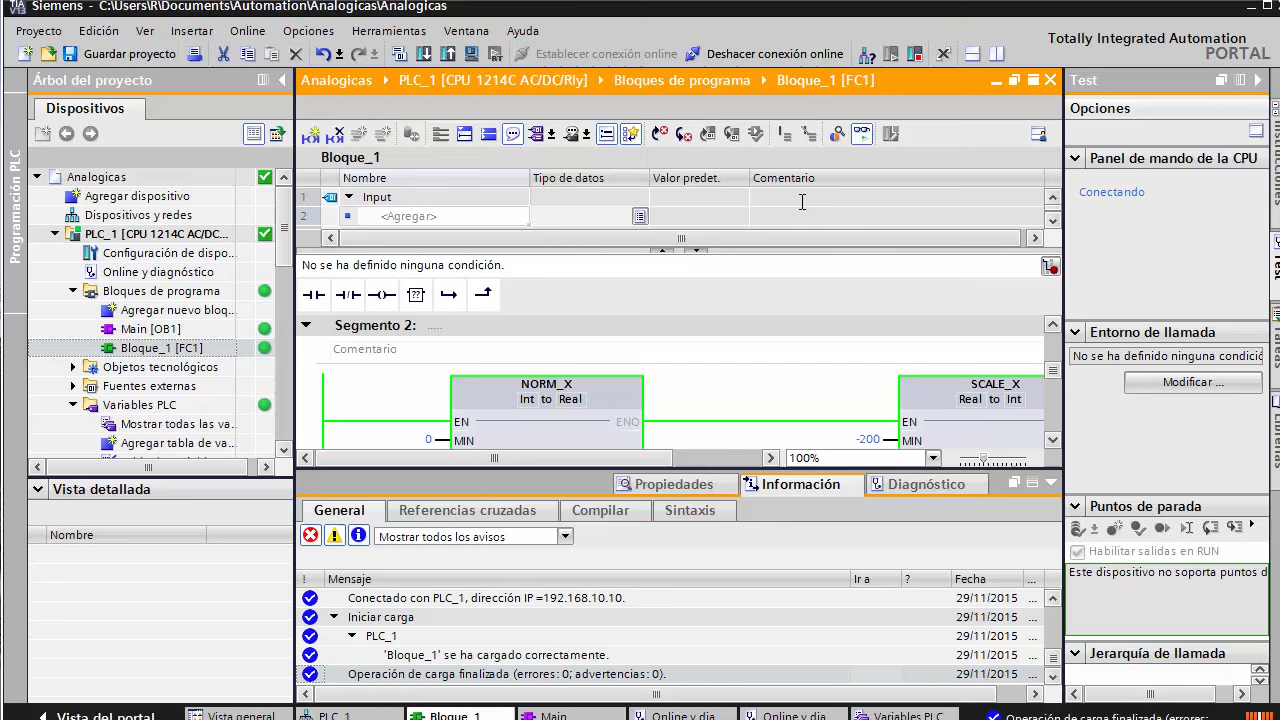 Siemens - C:\Users\R\Documents\Automation\Analogicas\Analogicas
Proyecto Edición Ver Insertar Online Opciones Herramientas Ventana Ayuda
Totally Integrated Automation
PORTAL
Guardar proyecto
Establecer conexión online
Deshacer conexión online
Árbol del proyecto
Analogicas PLC_1 [CPU 1214C AC/DC/Rly] Bloques de programa Bloque_1 [FC1]
Test
Dispositivos
Programación PLC
Analogicas
Agregar dispositivo
Dispositivos y redes
PLC_1 [CPU 1214C AC/DC...
Configuración de dispo...
Online y diagnóstico
Bloques de programa
Agregar nuevo bloq...
Main [OB1]
Bloque_1 [FC1]
Objetos tecnológicos
Fuentes externas
Variables PLC
Mostrar todas las va...
Agregar tabla de va...
Vista detallada
Nombre
Bloque_1
Nombre Tipo de datos Valor predet. Comentario
1 Input
2 <Agregar>
No se ha definido ninguna condición.
??
Segmento 2: .....
Comentario
NORM_X
Int to Real
EN ENO
0 MIN
SCALE_X
Real to Int
EN
-200 MIN
100%
Propiedades Información Diagnóstico
General Referencias cruzadas Compilar Sintaxis
Mostrar todos los avisos
! Mensaje Ir a ? Fecha ...
Conectado con PLC_1, dirección IP =192.168.10.10. 29/11/2015 ...
Iniciar carga 29/11/2015 ...
PLC_1 29/11/2015 ...
'Bloque_1' se ha cargado correctamente. 29/11/2015 ...
eración de carga finalizada (errores: 0; advertencias: 0). 29/11/2015 ...
Opciones
Panel de mando de la CPU
Conectando
Entorno de llamada
No se ha definido ninguna condició
Modificar ...
Puntos de parada
Habilitar salidas en RUN
Este dispositivo no soporta puntos d
Jerarquía de llamada
Vista del portal Vista general PLC_1 Bloque_1 Main Online y dia... Online y dia... Variables PLC Operación de carga finalizada (errores: